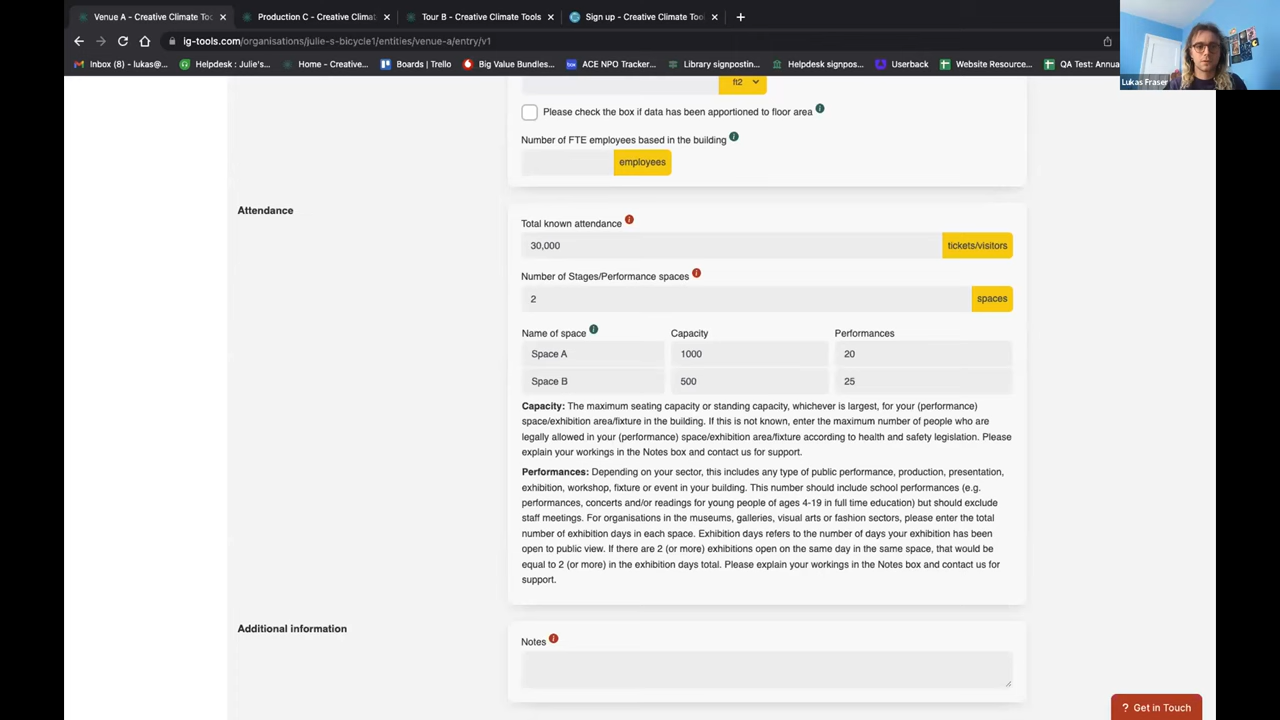 Venue A - Creative Climate Too
Production C - Creative Climat
Tour B - Creative Climate Tools
Sign up - Creative Climate Too
ig-tools.com/organisations/julie-s-bicycle1/entities/venue-a/entry/v1
Inbox (8) - lukas@...
Helpdesk : Julie's...
Home - Creative...
Boards | Trello
Big Value Bundles...
ACE NPO Tracker...
Library signpostin...
Helpdesk signpos...
Userback
Website Resource...
QA Test: Annua
Lukas Fraser
ft2
Please check the box if data has been apportioned to floor area
Number of FTE employees based in the building
employees
Attendance
Total known attendance
30,000
tickets/visitors
Number of Stages/Performance spaces
2
spaces
Name of space Capacity Performances
Space A 1000 20
Space B 500 25
Capacity: The maximum seating capacity or standing capacity, whichever is largest, for your (performance)
space/exhibition area/fixture in the building. If this is not known, enter the maximum number of people who are
legally allowed in your (performance) space/exhibition area/fixture according to health and safety legislation. Please
explain your workings in the Notes box and contact us for support.
Performances: Depending on your sector, this includes any type of public performance, production, presentation,
exhibition, workshop, fixture or event in your building. This number should include school performances (e.g.
performances, concerts and/or readings for young people of ages 4-19 in full time education) but should exclude
staff meetings. For organisations in the museums, galleries, visual arts or fashion sectors, please enter the total
number of exhibition days in each space. Exhibition days refers to the number of days your exhibition has been
open to public view. If there are 2 (or more) exhibitions open on the same day in the same space, that would be
equal to 2 (or more) in the exhibition days total. Please explain your workings in the Notes box and contact us for
support.
Additional information
Notes
? Get in Touch